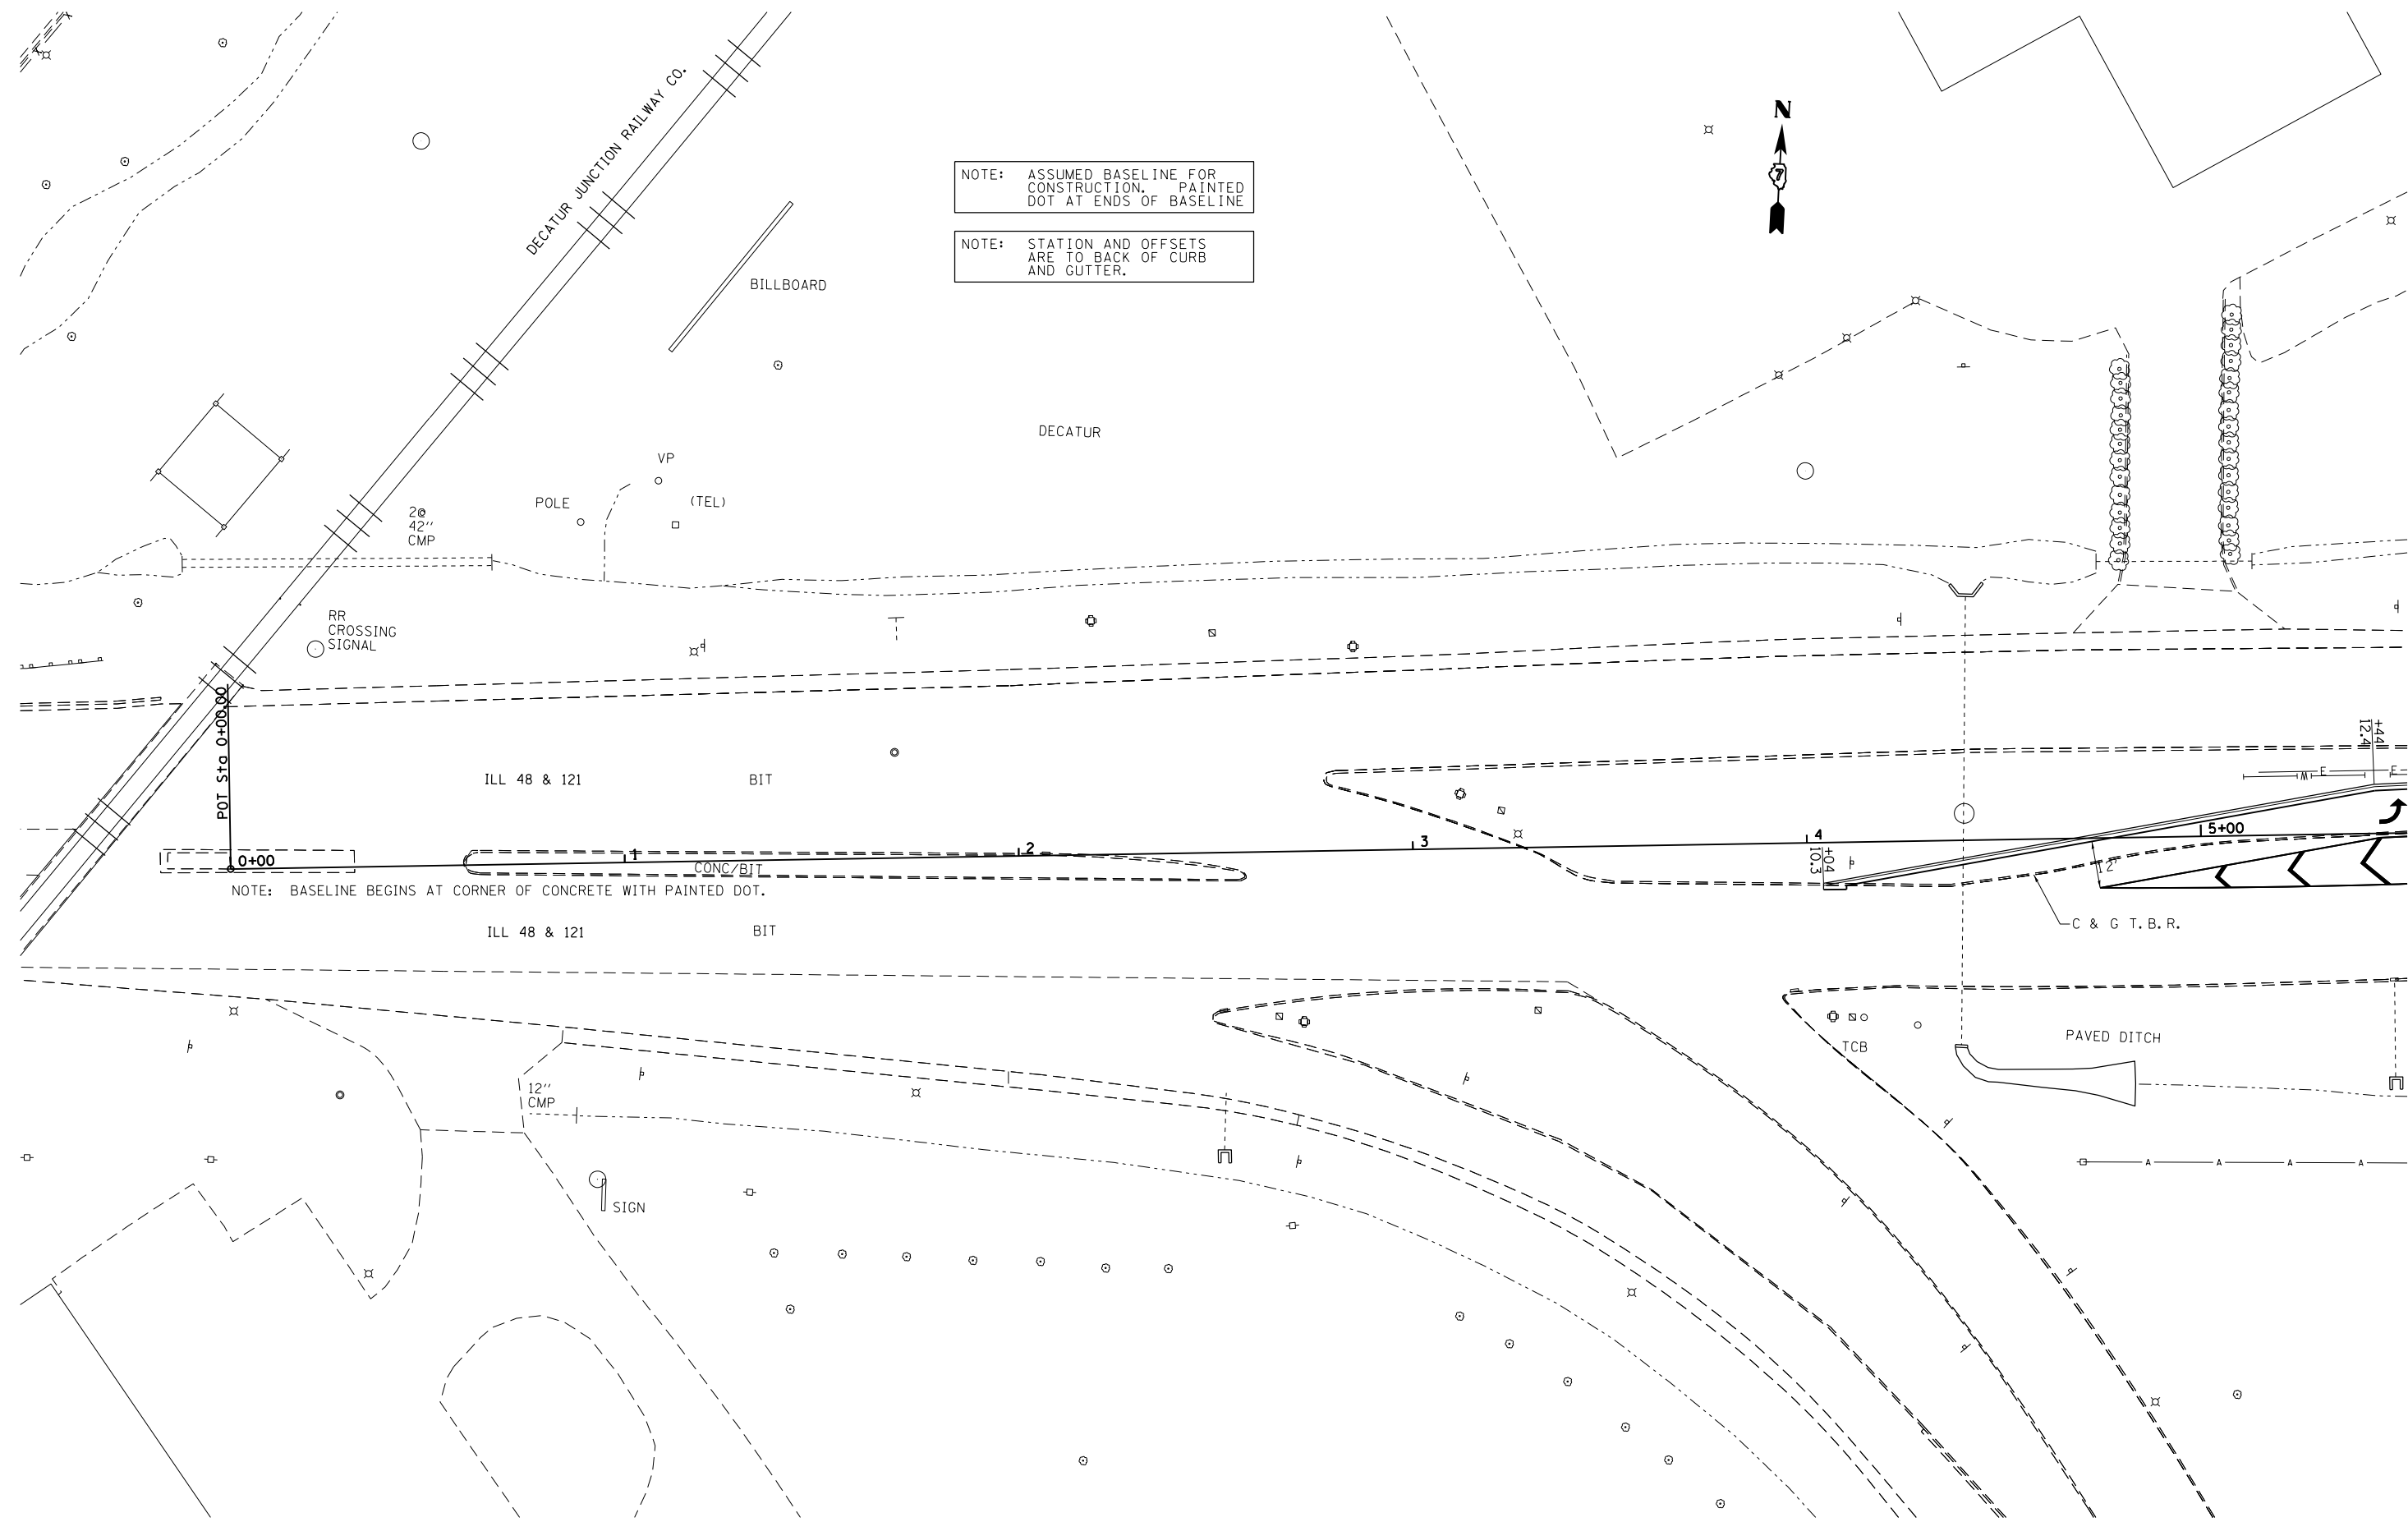 N
7
DECATUR JUNCTION RAILWAY CO.
NOTE: ASSUMED BASELINE FOR
CONSTRUCTION. PAINTED
DOT AT ENDS OF BASELINE
NOTE: STATION AND OFFSETS
ARE TO BACK OF CURB
AND GUTTER.
BILLBOARD
DECATUR
VP
POLE
(TEL)
2@
42"
CMP
RR
CROSSING
SIGNAL
POT Sta 0+00.00
ILL 48 & 121
BIT
+44
12.4
W
E
E
0+00
1
2
3
4
5+00
CONC/BIT
+04
10.3
12'
NOTE: BASELINE BEGINS AT CORNER OF CONCRETE WITH PAINTED DOT.
ILL 48 & 121
BIT
C & G T.B.R.
PAVED DITCH
TCB
12"
CMP
A
A
A
A
SIGN